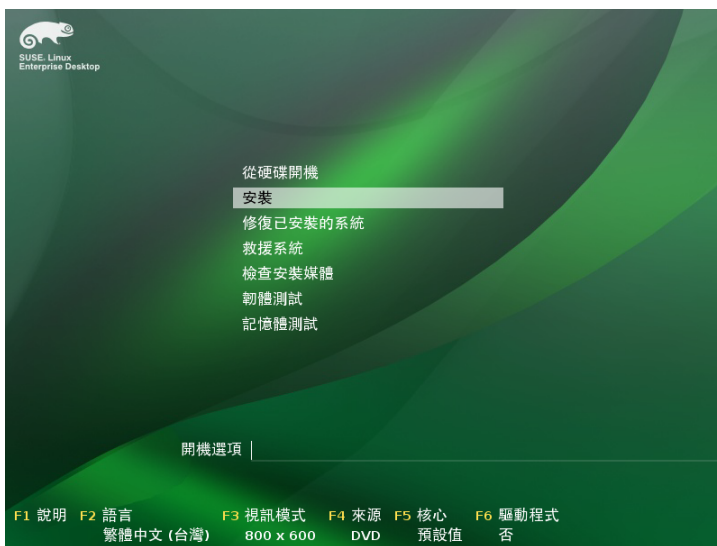 SUSE. Linux
Enterprise Desktop
從硬碟開機
安裝
修復已安裝的系統
救援系統
檢查安裝媒體
韌體測試
記憶體測試
開機選項
F1 說明 F2 語言 F3 視訊模式 F4 來源 F5 核心 F6 驅動程式
繁體中文 (台灣) 800 x 600 DVD 預設值 否